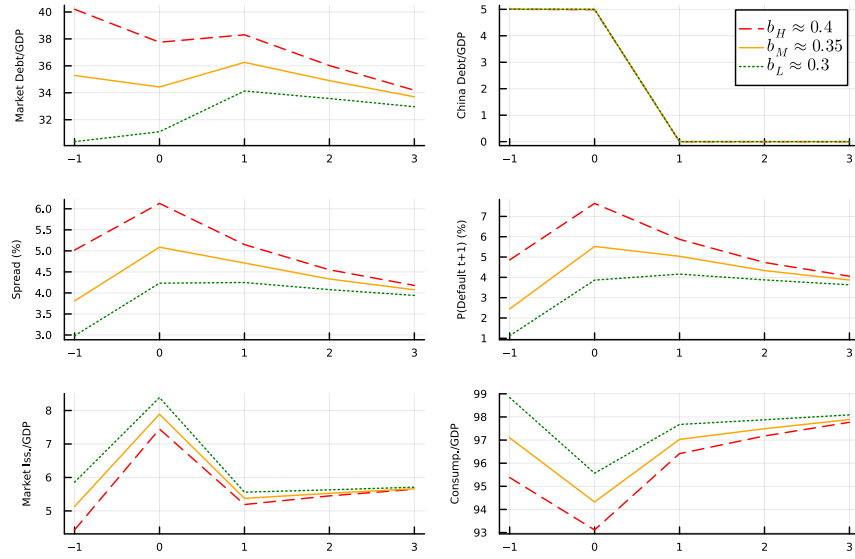 Market Debt/GDP
40
38
36
34
32
−1 0 1 2 3
China Debt/GDP
5
4
3
2
1
0
−1 0 1 2 3
b_H ≈ 0.4
b_M ≈ 0.35
b_L ≈ 0.3
Spread (%)
6.0
5.5
5.0
4.5
4.0
3.5
3.0
−1 0 1 2 3
P(Default t+1) (%)
7
6
5
4
3
2
1
−1 0 1 2 3
Market Iss./GDP
8
7
6
5
−1 0 1 2 3
Consump./GDP
99
98
97
96
95
94
93
−1 0 1 2 3